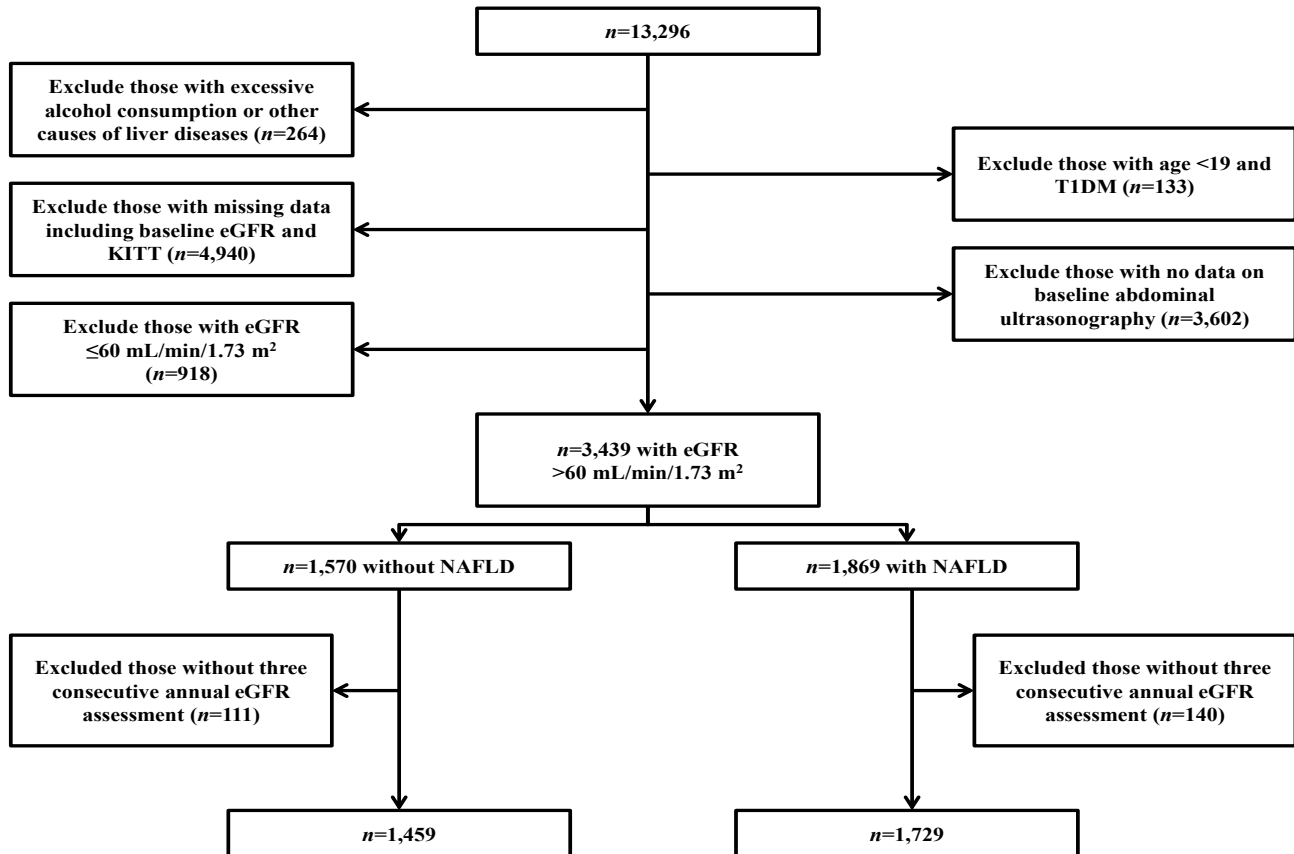 n=13,296
Exclude those with excessive
alcohol consumption or other
causes of liver diseases (n=264)
Exclude those with age <19 and
T1DM (n=133)
Exclude those with missing data
including baseline eGFR and
KITT (n=4,940)
Exclude those with no data on
baseline abdominal
ultrasonography (n=3,602)
Exclude those with eGFR
≤60 mL/min/1.73 m²
(n=918)
n=3,439 with eGFR
>60 mL/min/1.73 m²
n=1,570 without NAFLD
n=1,869 with NAFLD
Excluded those without three
consecutive annual eGFR
assessment (n=111)
Excluded those without three
consecutive annual eGFR
assessment (n=140)
n=1,459
n=1,729